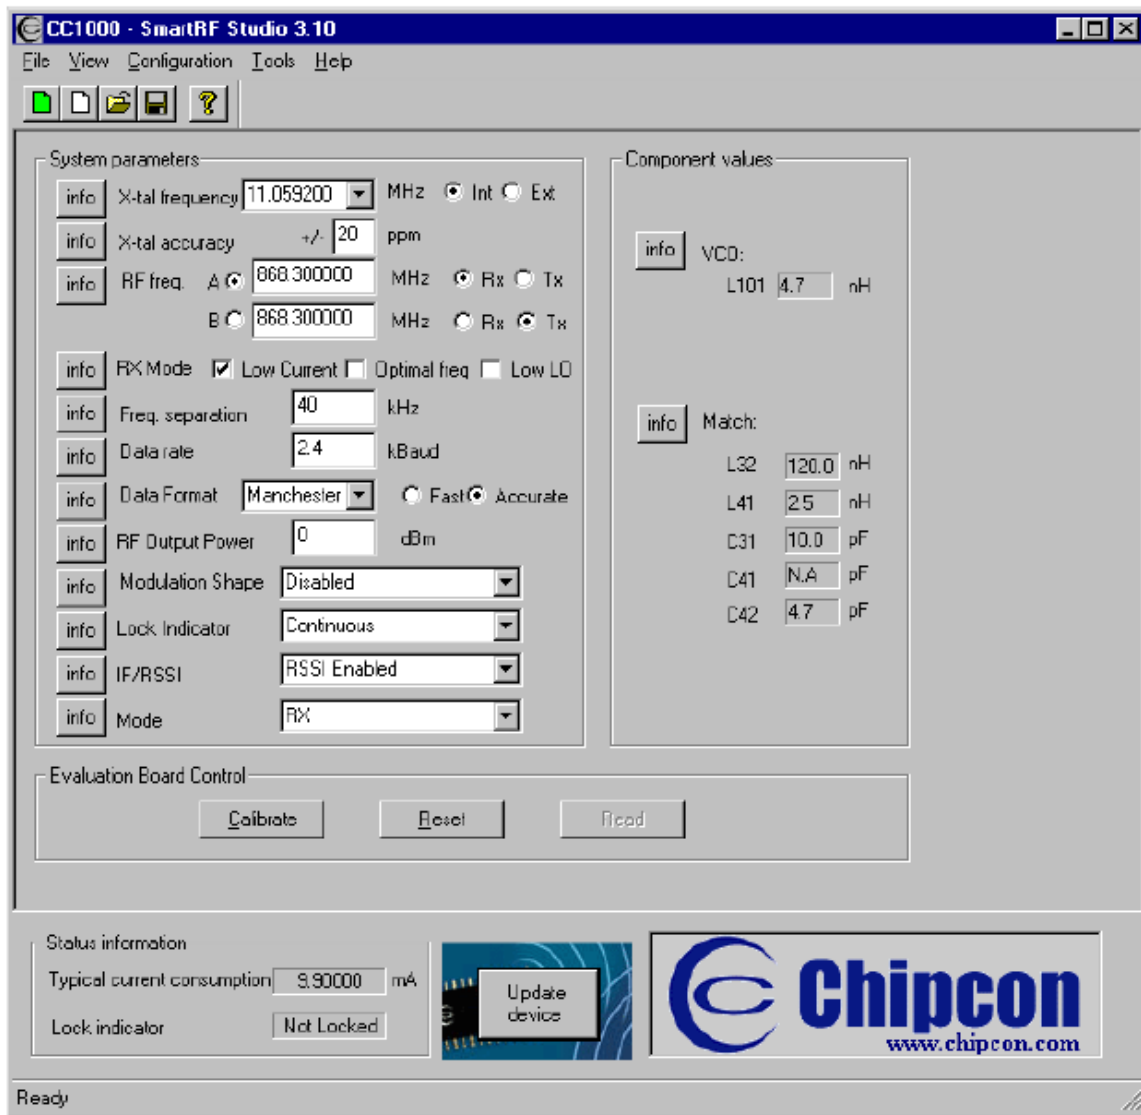 CC1000 - SmartRF Studio 3.10
File View Configuration Tools Help
System parameters
info X-tal frequency 11.059200 MHz Int Ext
info X-tal accuracy +/- 20 ppm
info RF freq. A 868.300000 MHz Rx Tx
B 868.300000 MHz Rx Tx
info RX Mode Low Current Optimal freq Low LO
info Freq. separation 40 kHz
info Data rate 2.4 kBaud
info Data Format Manchester Fast Accurate
info RF Output Power 0 dBm
info Modulation Shape Disabled
info Lock Indicator Continuous
info IF/RSSI RSSI Enabled
info Mode RX
Component values
info VCO:
L101 4.7 nH
info Match:
L32 120.0 nH
L41 2.5 nH
C31 10.0 pF
C41 N.A pF
C42 4.7 pF
Evaluation Board Control
Calibrate Reset Read
Status information
Typical current consumption 9.90000 mA
Lock indicator Not Locked
Update
device
Chipcon
www.chipcon.com
Ready